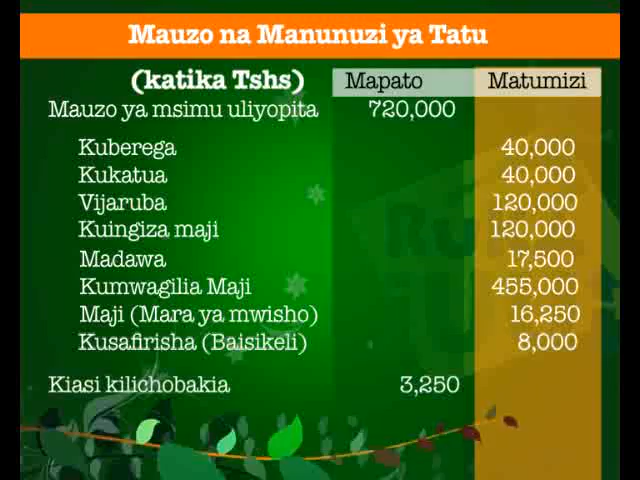 Mauzo na Manunuzi ya Tatu
(katika Tshs) Mapato Matumizi
Mauzo ya msimu uliyopita 720,000
Kuberega 40,000
Kukatua 40,000
Vijaruba 120,000
Kuingiza maji 120,000
Madawa 17,500
Kumwagilia Maji 455,000
Maji (Mara ya mwisho) 16,250
Kusafirisha (Baisikeli) 8,000
Kiasi kilichobakia 3,250